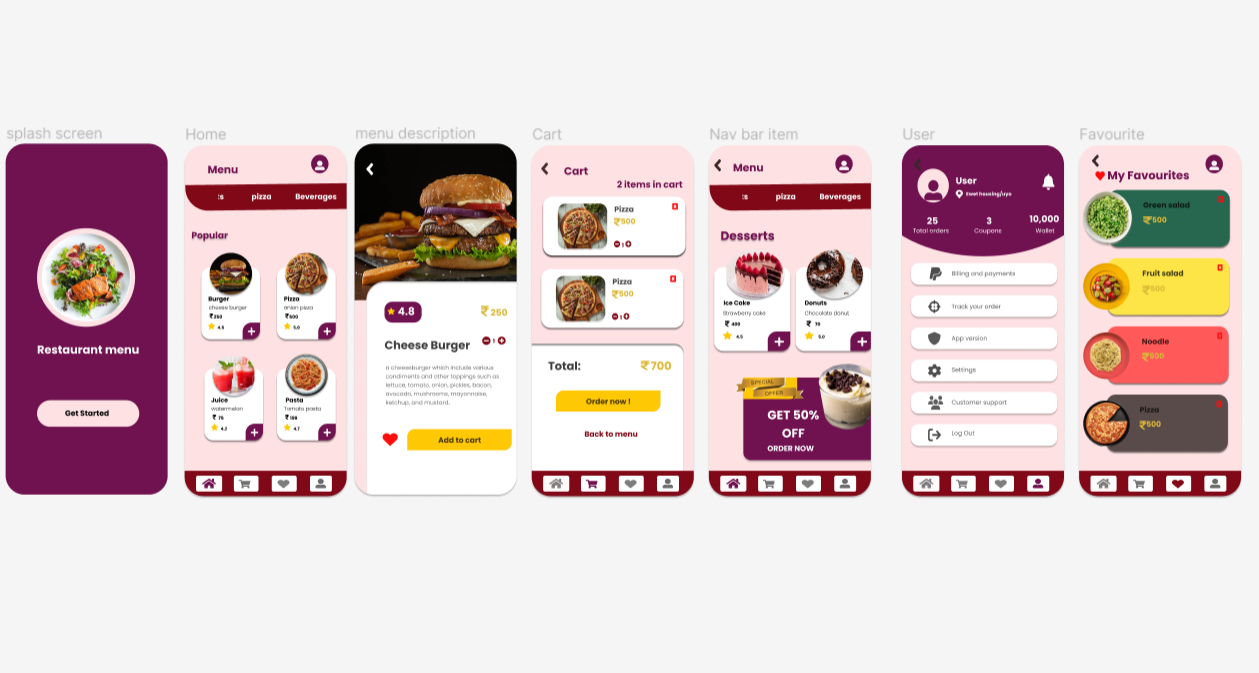 splash screen
Restaurant menu
Get Started
Home
Menu
ts pizza Beverages
Popular
Burger
cheese burger
₹250
4.5
+
Pizza
onion pizza
₹500
5.0
+
Juice
watermelon
₹ 75
4.2
+
Pasta
Tomato pasta
4.7
+
menu description
4.8
₹ 250
Cheese Burger
1
a cheeseburger which include various
condiments and other toppings such as
lettuce, tomato, onion, pickles, bacon,
avocado, mushrooms, mayonnaise,
ketchup, and mustard.
Add to cart
Cart
Cart
2 items in cart
Pizza
₹500
1
Pizza
₹500
1
Total:
₹700
Order now !
Back to menu
Nav bar item
Menu
ts pizza Beverages
Desserts
Ice Cake
Strawberry cake
₹ 400
4.5
+
Donuts
Chocolate donut
₹ 70
5.0
+
SPECIAL
OFFER
GET 50%
OFF
ORDER NOW
User
User
Ewet housing/uyo
25
Total orders
3
Coupons
10,000
Wallet
Billing and payments
Track your order
App version
Settings
Customer support
Log Out
Favourite
My Favourites
Green salad
₹500
Fruit salad
₹500
Noodle
₹500
Pizza
₹500